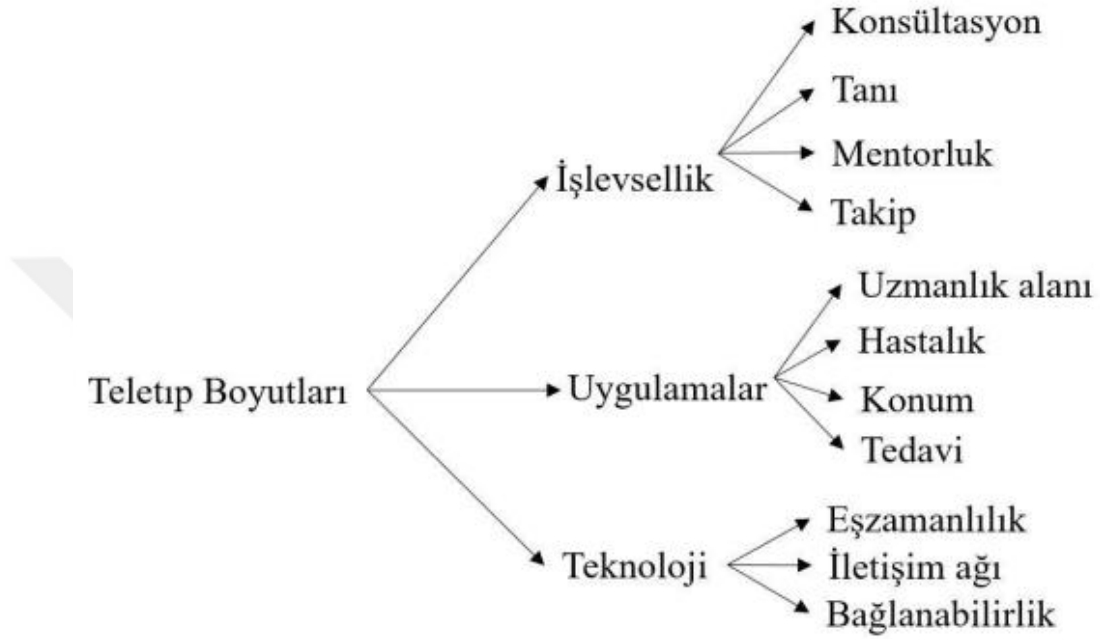 Teletıp Boyutları
İşlevsellik
Konsültasyon
Tanı
Mentorluk
Takip
Uygulamalar
Uzmanlık alanı
Hastalık
Konum
Tedavi
Teknoloji
Eşzamanlılık
İletişim ağı
Bağlanabilirlik